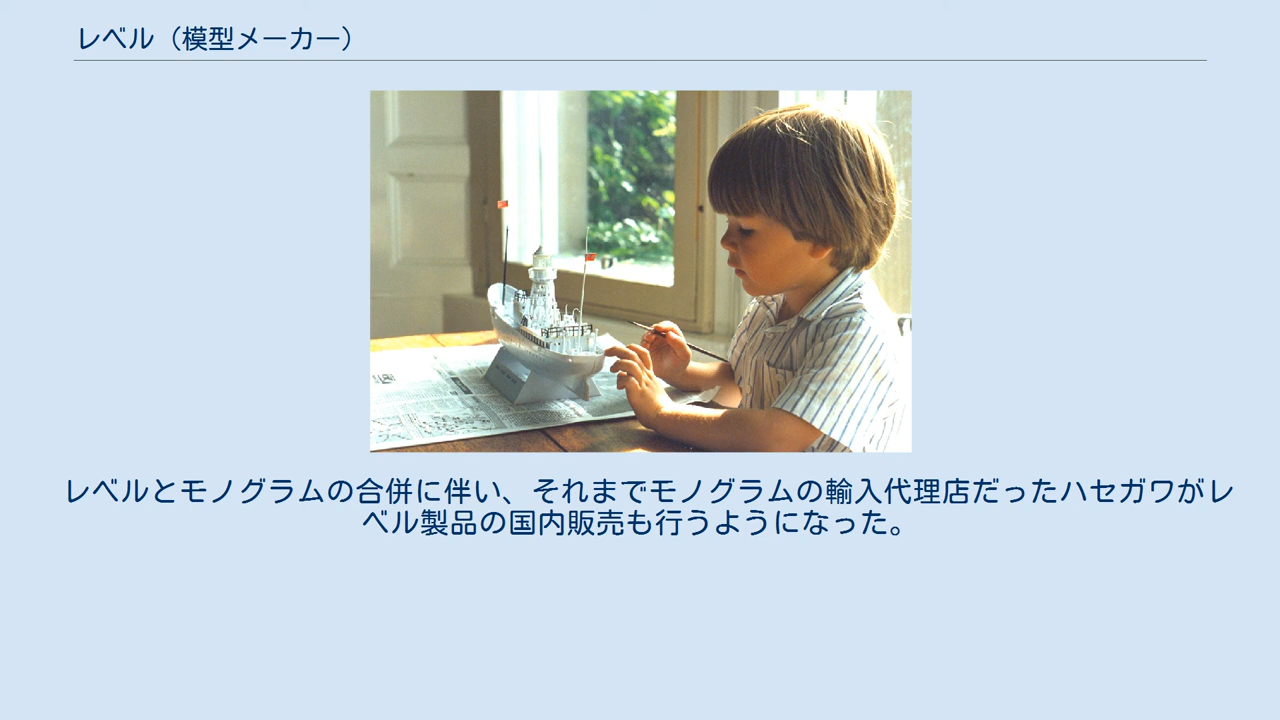 レベル（模型メーカー）
レベルとモノグラムの合併に伴い、それまでモノグラムの輸入代理店だったハセガワがレ
ベル製品の国内販売も行うようになった。